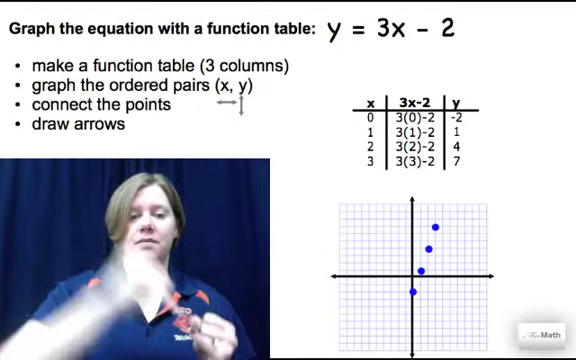 Graph the equation with a function table: y = 3x - 2
• make a function table (3 columns)
• graph the ordered pairs (x, y)
• connect the points
• draw arrows
x 3x-2 y
0 3(0)-2 -2
1 3(1)-2 1
2 3(2)-2 4
3 3(3)-2 7
Math